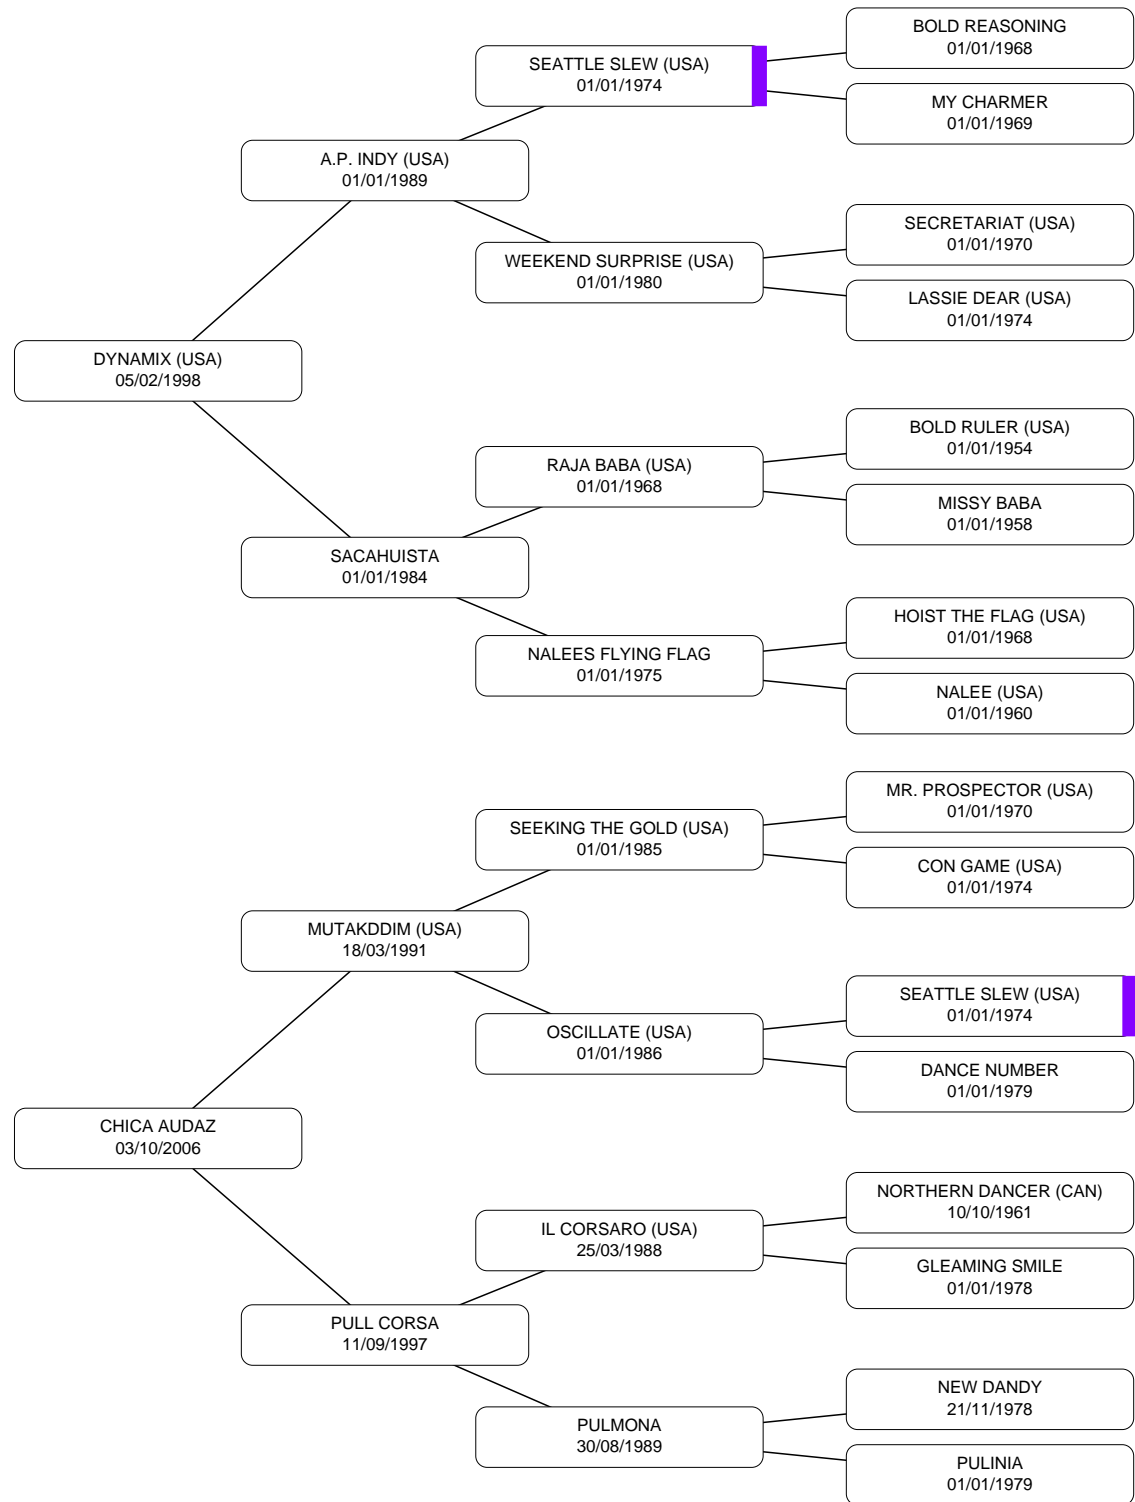 BOLD REASONING
01/01/1968
SEATTLE SLEW (USA)
01/01/1974
MY CHARMER
01/01/1969
A.P. INDY (USA)
01/01/1989
SECRETARIAT (USA)
01/01/1970
WEEKEND SURPRISE (USA)
01/01/1980
LASSIE DEAR (USA)
01/01/1974
DYNAMIX (USA)
05/02/1998
BOLD RULER (USA)
01/01/1954
RAJA BABA (USA)
01/01/1968
MISSY BABA
01/01/1958
SACAHUISTA
01/01/1984
HOIST THE FLAG (USA)
01/01/1968
NALEES FLYING FLAG
01/01/1975
NALEE (USA)
01/01/1960
MR. PROSPECTOR (USA)
01/01/1970
SEEKING THE GOLD (USA)
01/01/1985
CON GAME (USA)
01/01/1974
MUTAKDDIM (USA)
18/03/1991
SEATTLE SLEW (USA)
01/01/1974
OSCILLATE (USA)
01/01/1986
DANCE NUMBER
01/01/1979
CHICA AUDAZ
03/10/2006
NORTHERN DANCER (CAN)
10/10/1961
IL CORSARO (USA)
25/03/1988
GLEAMING SMILE
01/01/1978
PULL CORSA
11/09/1997
NEW DANDY
21/11/1978
PULMONA
30/08/1989
PULINIA
01/01/1979